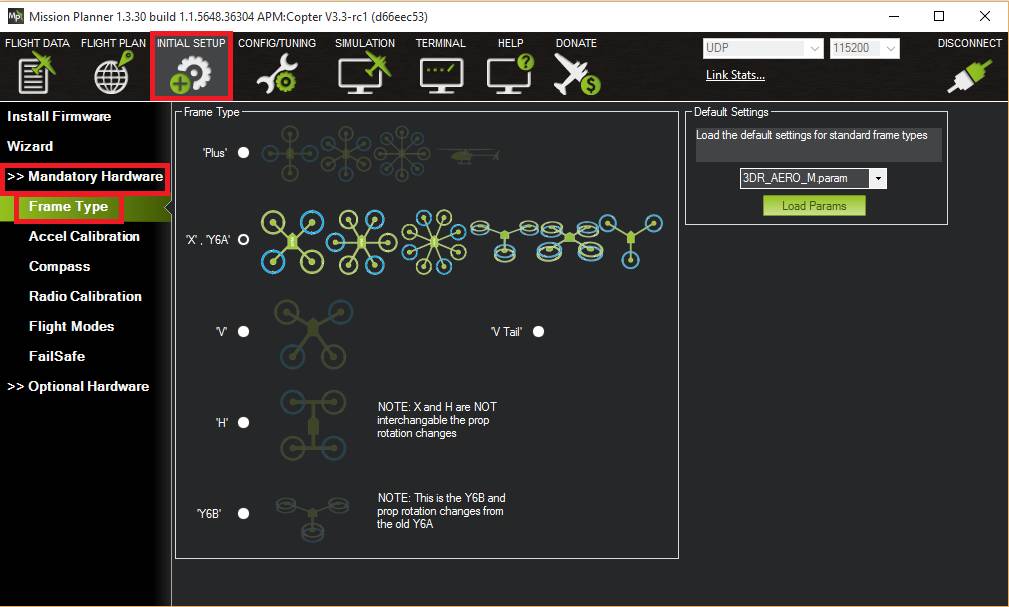 Mission Planner 1.3.30 build 1.1.5648.36304 APM:Copter V3.3-rc1 (d66eec53)
FLIGHT DATA FLIGHT PLAN INITIAL SETUP CONFIG/TUNING SIMULATION TERMINAL HELP DONATE
UDP 115200 DISCONNECT
Link Stats...
Install Firmware
Wizard
>> Mandatory Hardware
Frame Type
Accel Calibration
Compass
Radio Calibration
Flight Modes
FailSafe
>> Optional Hardware
Frame Type
'Plus'
'X', 'Y6A'
'V'
'V Tail'
'H'
NOTE: X and H are NOT
interchangable the prop
rotation changes
'Y6B'
NOTE: This is the Y6B and
prop rotation changes from
the old Y6A
Default Settings
Load the default settings for standard frame types
3DR_AERO_M.param
Load Params